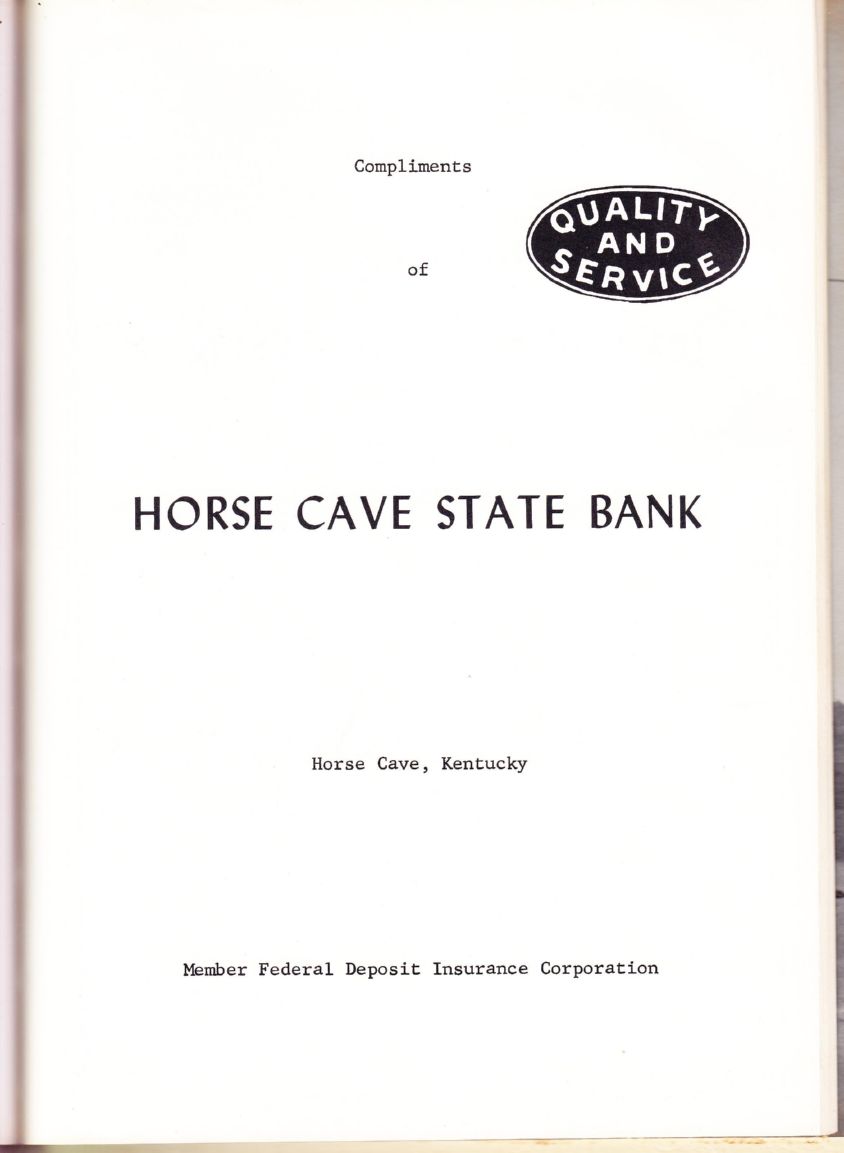 Compliments
of
QUALITY
AND
SERVICE
HORSE CAVE STATE BANK
Horse Cave, Kentucky
Member Federal Deposit Insurance Corporation